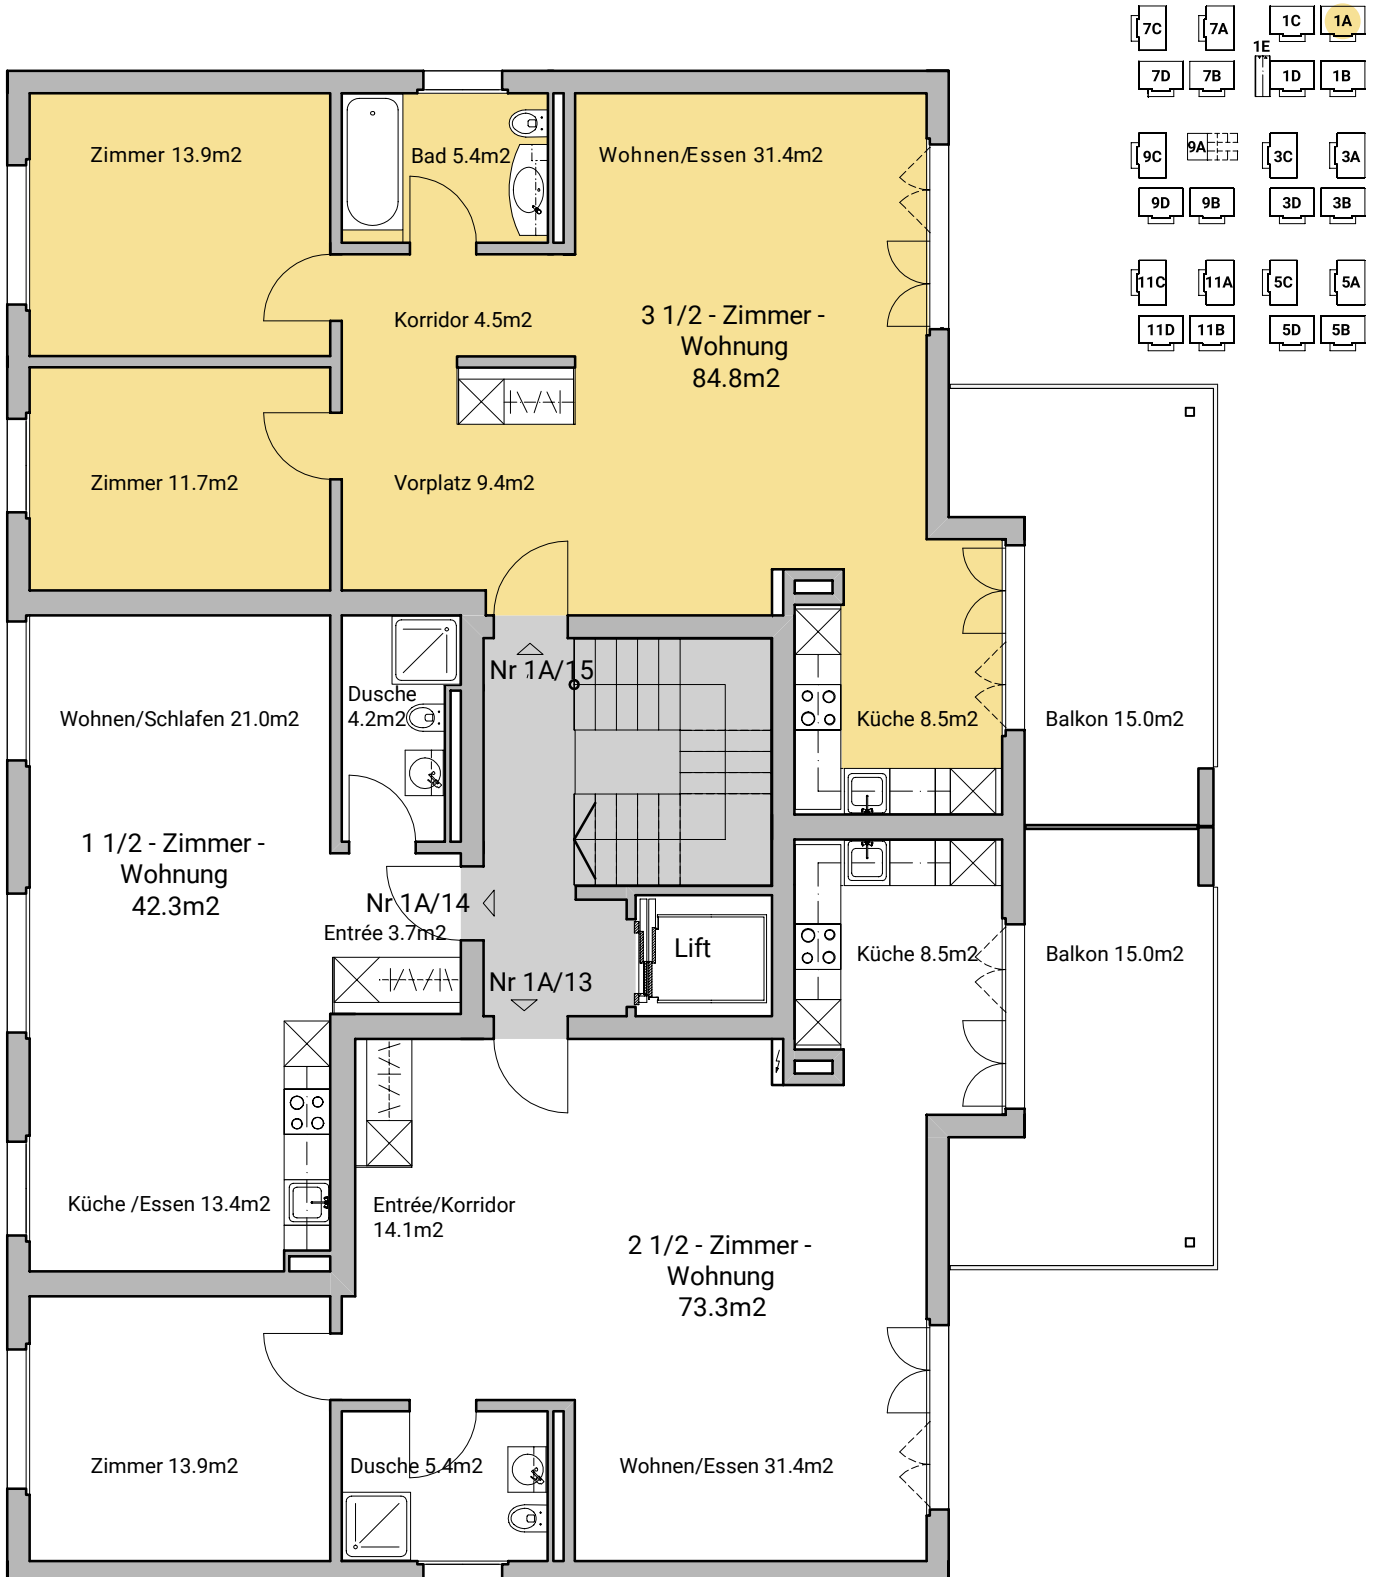 7C
7A
1C
1A
1E
7D
7B
1D
1B
9C
9A
3C
3A
9D
9B
3D
3B
11C
11A
5C
5A
11D
11B
5D
5B
Zimmer 13.9m2
Bad 5.4m2
Wohnen/Essen 31.4m2
Korridor 4.5m2
3 1/2 - Zimmer -
Wohnung
84.8m2
Zimmer 11.7m2
Vorplatz 9.4m2
Nr 1A/15
Dusche
4.2m2
Wohnen/Schlafen 21.0m2
Küche 8.5m2
Balkon 15.0m2
1 1/2 - Zimmer -
Wohnung
42.3m2
Nr 1A/14
Entrée 3.7m2
Lift
Küche 8.5m2
Balkon 15.0m2
Nr 1A/13
Küche /Essen 13.4m2
Entrée/Korridor
14.1m2
2 1/2 - Zimmer -
Wohnung
73.3m2
Zimmer 13.9m2
Dusche 5.4m2
Wohnen/Essen 31.4m2